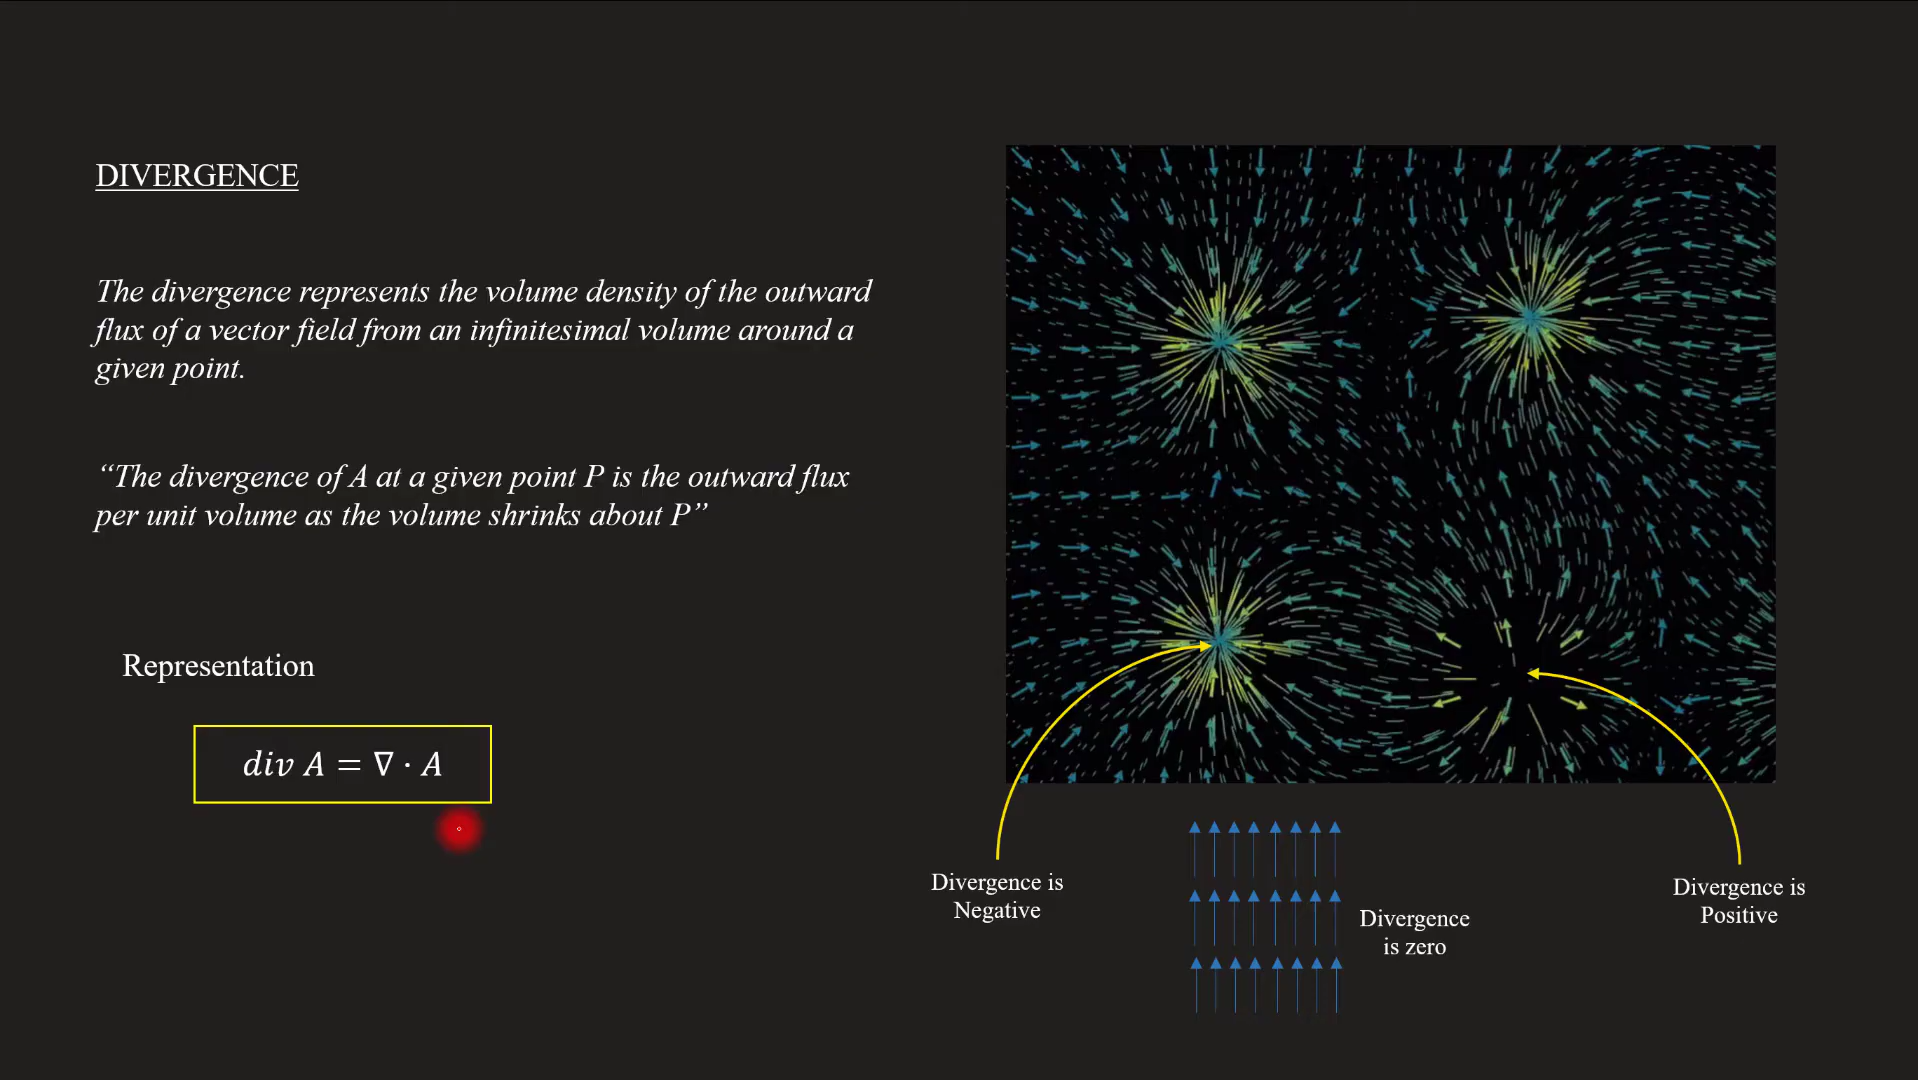 DIVERGENCE
The divergence represents the volume density of the outward
flux of a vector field from an infinitesimal volume around a
given point.
“The divergence of A at a given point P is the outward flux
per unit volume as the volume shrinks about P”
Representation
div A = ∇ · A
Divergence is
Negative
Divergence
is zero
Divergence is
Positive